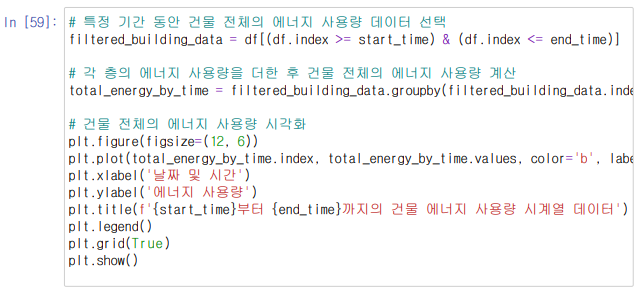 In [59]:
# 특정 기간 동안 건물 전체의 에너지 사용량 데이터 선택
filtered_building_data = df[(df.index >= start_time) & (df.index <= end_time)]
# 각 층의 에너지 사용량을 더한 후 건물 전체의 에너지 사용량 계산
total_energy_by_time = filtered_building_data.groupby(filtered_building_data.inde
# 건물 전체의 에너지 사용량 시각화
plt.figure(figsize=(12, 6))
plt.plot(total_energy_by_time.index, total_energy_by_time.values, color='b', labe
plt.xlabel('날짜 및 시간')
plt.ylabel('에너지 사용량')
plt.title(f'{start_time}부터 {end_time}까지의 건물 에너지 사용량 시계열 데이터')
plt.legend()
plt.grid(True)
plt.show()